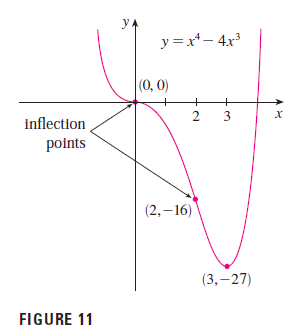 y
y = x⁴ − 4x³
(0, 0)
2 3 x
inflection
points
(2, −16)
(3, −27)
FIGURE 11